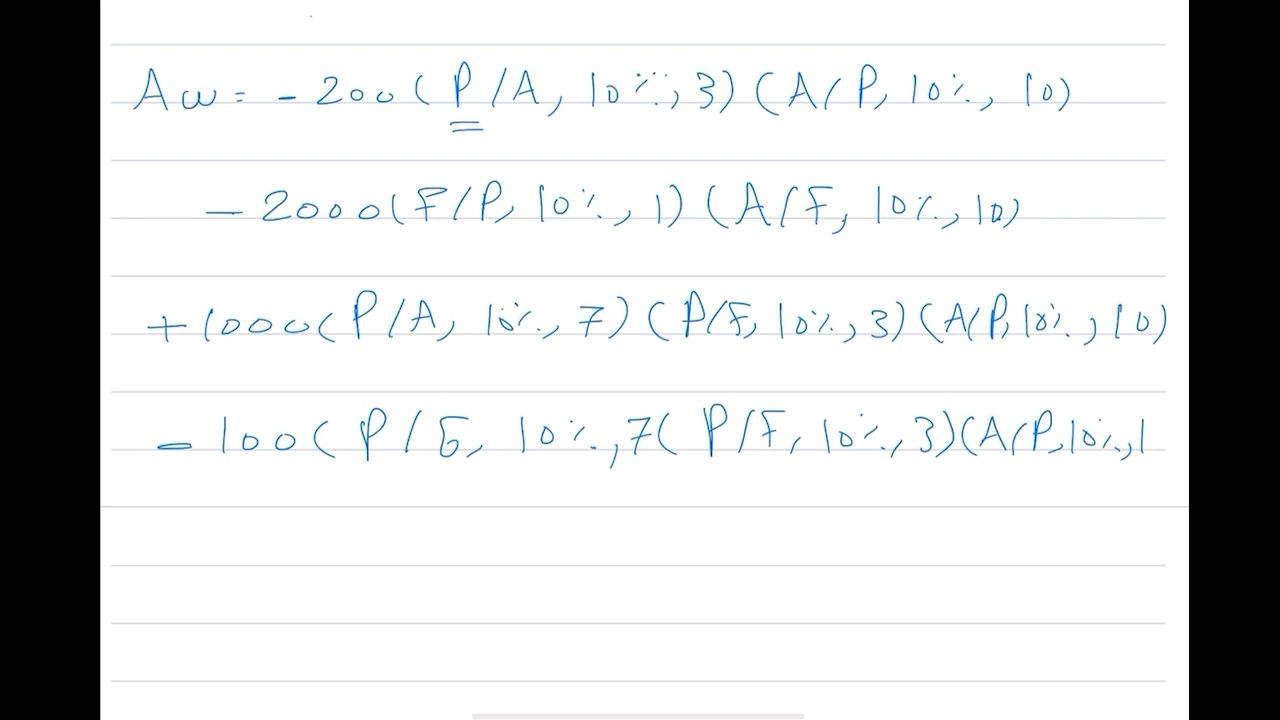 Aw = - 200 (P/A, 10%, 3) (A/P, 10%, 10)
- 2000 (F/P, 10%, 1) (A/F, 10%, 10)
+ 1000 (P/A, 10%, 7) (P/F, 10%, 3) (A/P, 10%, 10)
- 100 (P/G, 10%, 7 (P/F, 10%, 3) (A/P, 10%, 1